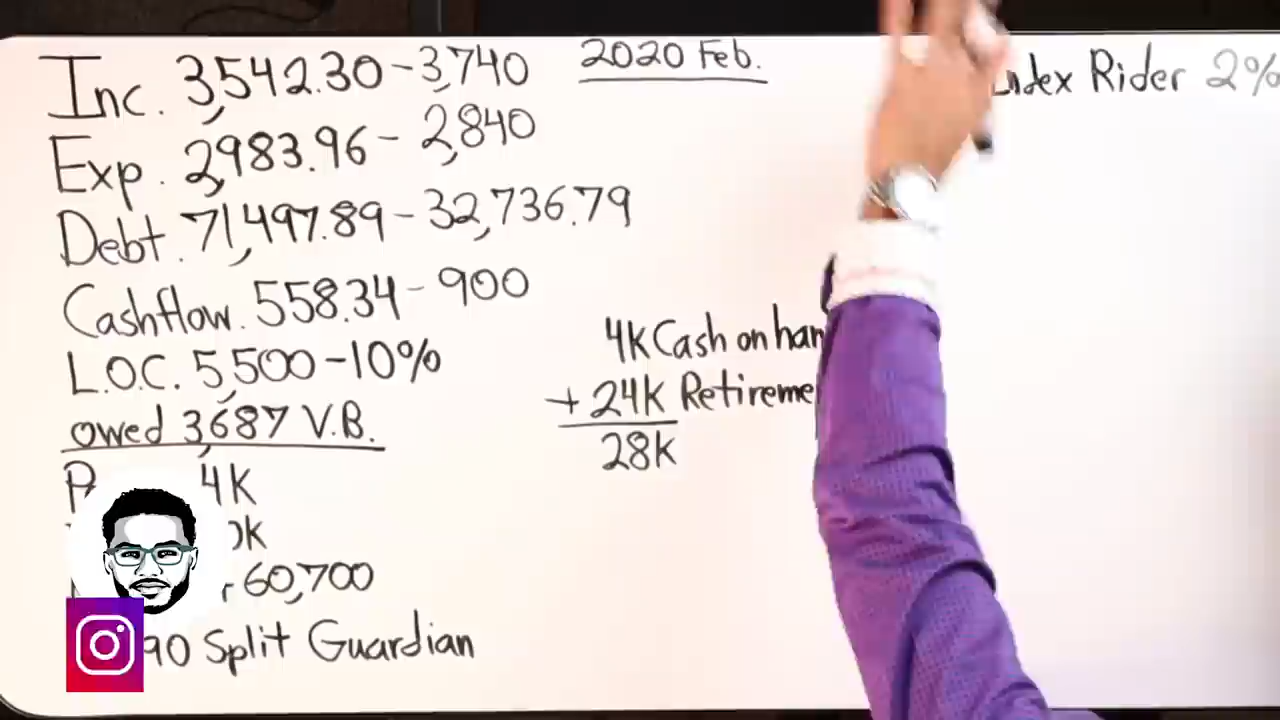 Inc. 3,542.30 - 3,740
Exp. 2,983.96 - 2,840
Debt. 71,497.89 - 32,736.79
Cashflow. 558.34 - 900
L.O.C. 5,500 - 10%
owed 3,687 V.B.
4K
60,700
90 Split Guardian
2020 Feb.
4K Cash on
+ 24K
28K
Rider 2%